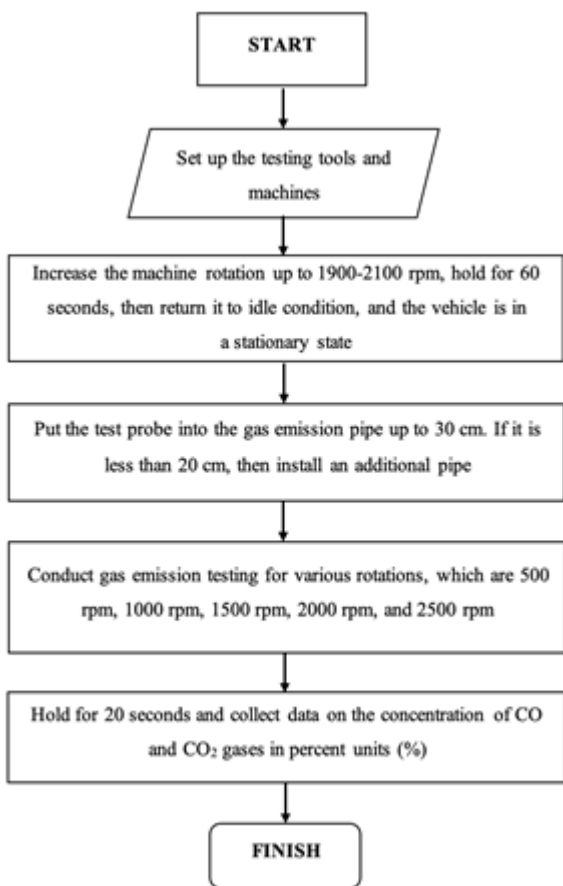 START
Set up the testing tools and
machines
Increase the machine rotation up to 1900-2100 rpm, hold for 60
seconds, then return it to idle condition, and the vehicle is in
a stationary state
Put the test probe into the gas emission pipe up to 30 cm. If it is
less than 20 cm, then install an additional pipe
Conduct gas emission testing for various rotations, which are 500
rpm, 1000 rpm, 1500 rpm, 2000 rpm, and 2500 rpm
Hold for 20 seconds and collect data on the concentration of CO
and CO₂ gases in percent units (%)
FINISH